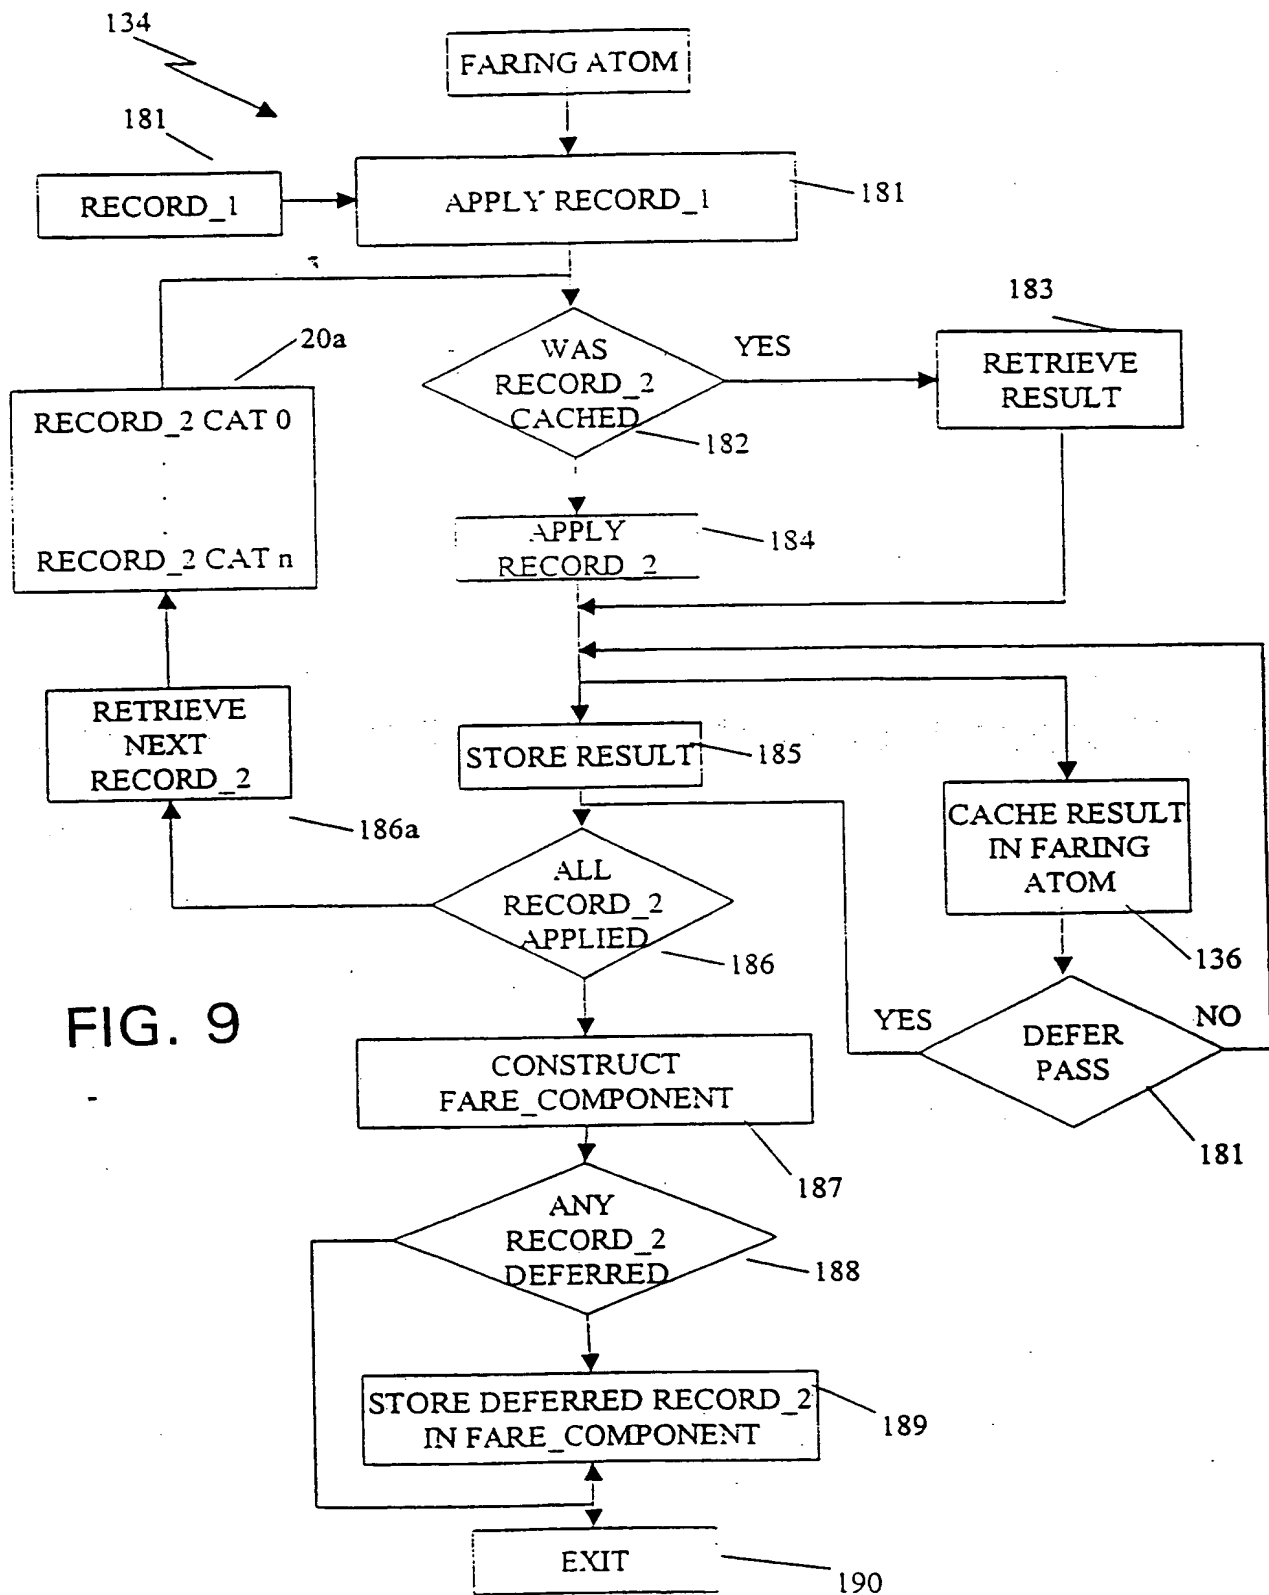 134
FARING ATOM
181
RECORD_1
APPLY RECORD_1
181
183
20a
WAS
RECORD_2
CACHED
YES
RETRIEVE
RESULT
182
RECORD_2 CAT 0
.
.
.
RECORD_2 CAT n
APPLY
RECORD_2
184
RETRIEVE
NEXT
RECORD_2
STORE RESULT
185
186a
CACHE RESULT
IN FARING
ATOM
ALL
RECORD_2
APPLIED
186
136
FIG. 9
YES
DEFER
PASS
NO
CONSTRUCT
FARE_COMPONENT
181
187
ANY
RECORD_2
DEFERRED
188
STORE DEFERRED RECORD_2
IN FARE_COMPONENT
189
EXIT
190